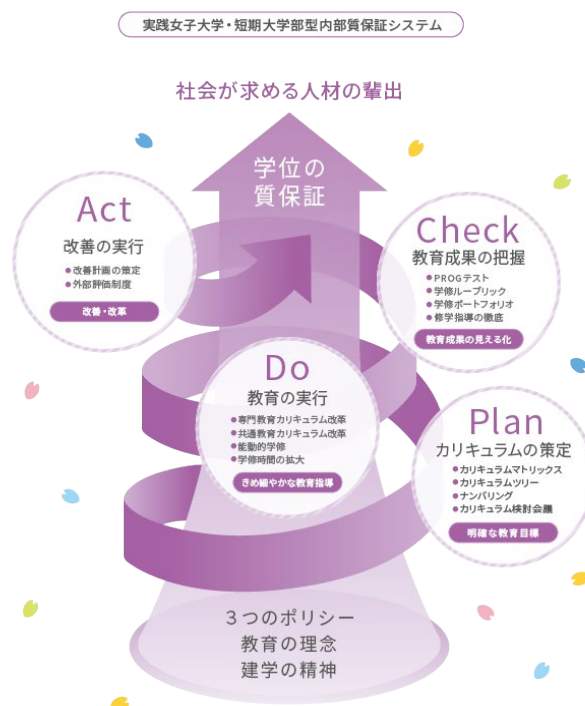 実践女子大学・短期大学部型内部質保証システム
社会が求める人材の輩出
学位の
質保証
Act
改善の実行
●改善計画の策定
●外部評価制度
改善・改革
Check
教育成果の把握
●PROGテスト
●学修ルーブリック
●学修ポートフォリオ
●修学指導の徹底
教育成果の見える化
Do
教育の実行
●専門教育カリキュラム改革
●共通教育カリキュラム改革
●能動的学修
●学修時間の拡大
きめ細やかな教育指導
Plan
カリキュラムの策定
●カリキュラムマトリックス
●カリキュラムツリー
●ナンバリング
●カリキュラム検討会議
明確な教育目標
3つのポリシー
教育の理念
建学の精神